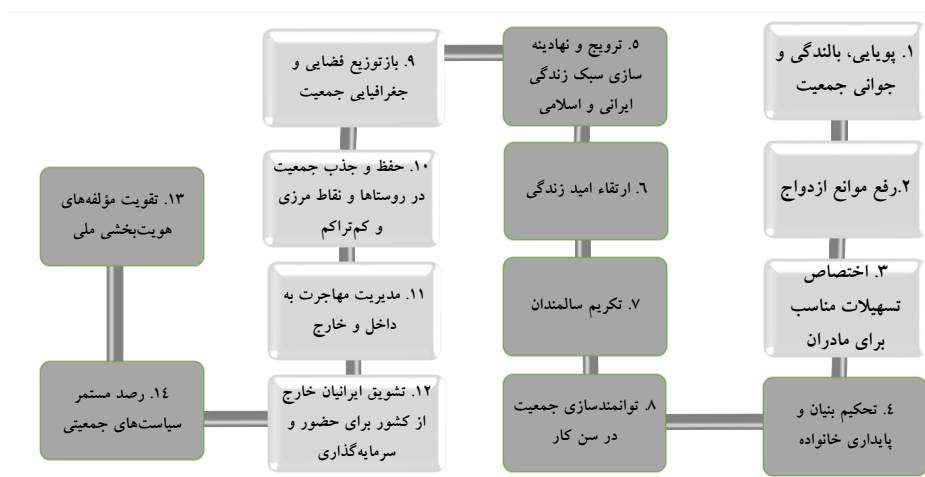 ۱. پویایی، بالندگی و
جوانی جمعیت
۲.رفع موانع ازدواج
۳. اختصاص
تسهیلات مناسب
برای مادران
٤. تحکیم بنیان و
پایداری خانواده
٥. ترویج و نهادینه
سازی سبک زندگی
ایرانی و اسلامی
٦. ارتقاء امید زندگی
۷. تکریم سالمندان
۸. توانمندسازی جمعیت
در سن کار
۹. بازتوزیع فضایی و
جغرافیایی جمعیت
۱۰. حفظ و جذب جمعیت
در روستاها و نقاط مرزی
و کم‌تراکم
۱۱. مدیریت مهاجرت به
داخل و خارج
۱۲. تشویق ایرانیان خارج
از کشور برای حضور و
سرمایه‌گذاری
۱۳. تقویت مؤلفه‌های
هویت‌بخشی ملی
۱٤. رصد مستمر
سیاست‌های جمعیتی